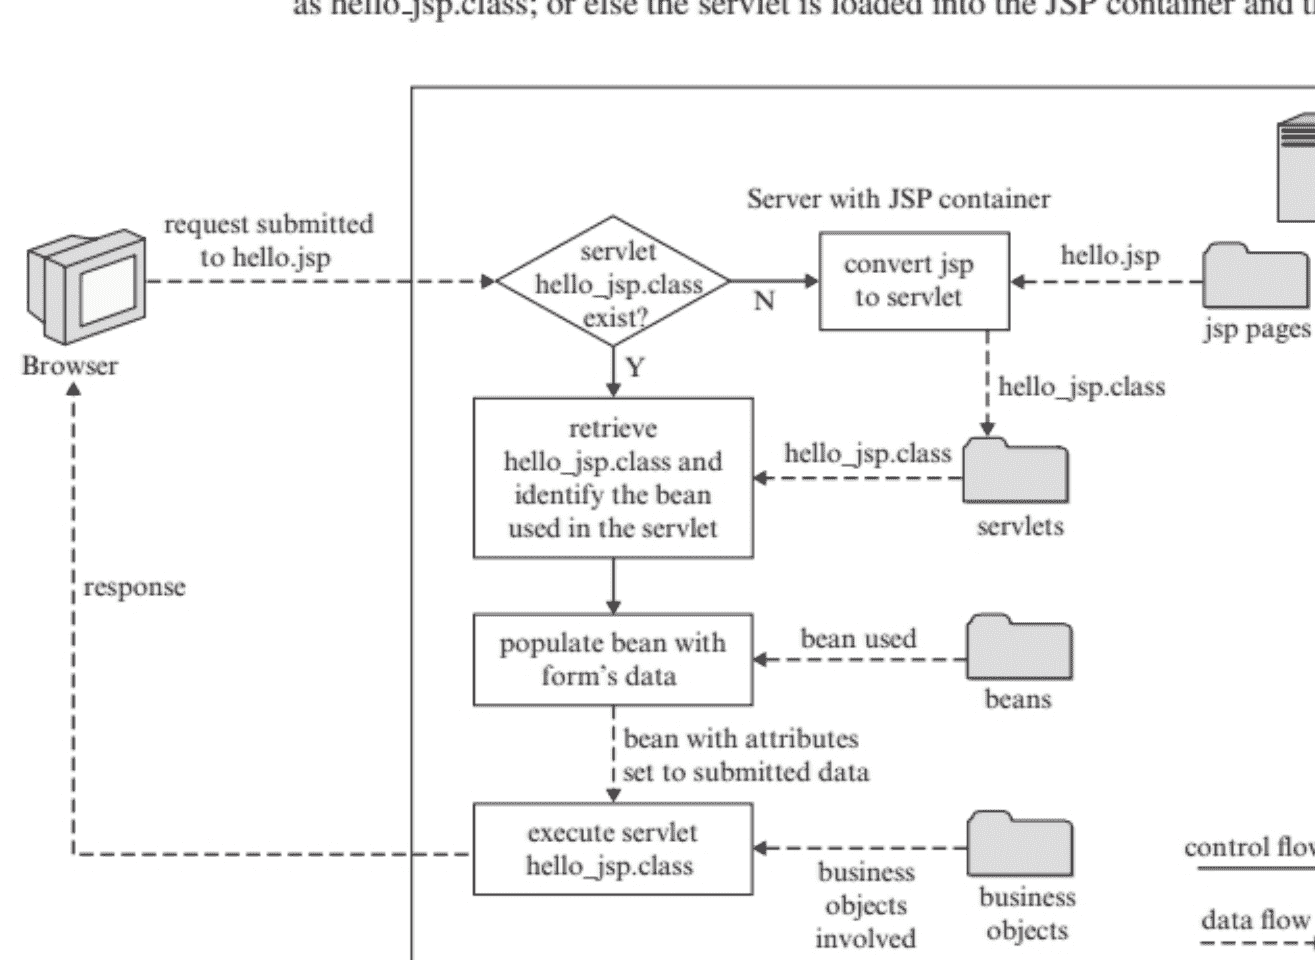 as hello_jsp.class; or else the servlet is loaded into the JSP container and
Server with JSP container
request submitted
to hello.jsp
servlet
hello_jsp.class
exist?
N
convert jsp
to servlet
hello.jsp
jsp pages
Browser
Y
hello_jsp.class
retrieve
hello_jsp.class and
identify the bean
used in the servlet
hello_jsp.class
servlets
response
populate bean with
form's data
bean used
beans
bean with attributes
set to submitted data
execute servlet
hello_jsp.class
business
objects
involved
business
objects
control flow
data flow